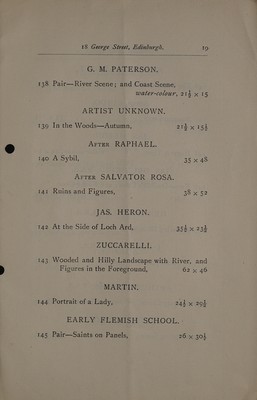 18 George Street, Edinburgh. 19
G. M. PATERSON.
138 Pair—River Scene; and Coast Scene,
water-colour, 21½ x 15
ARTIST UNKNOWN.
139 In the Woods—Autumn, 21½ x 15½
AFTER RAPHAEL.
140 A Sybil, 35 x 48
AFTER SALVATOR ROSA.
141 Ruins and Figures, 38 x 52
JAS. HERON.
142 At the Side of Loch Ard, 35½ x 23½
ZUCCARELLI.
143 Wooded and Hilly Landscape with River, and
Figures in the Foreground, 62 x 46
MARTIN.
144 Portrait of a Lady, 24½ x 29½
EARLY FLEMISH SCHOOL.
145 Pair—Saints on Panels, 26 x 30½